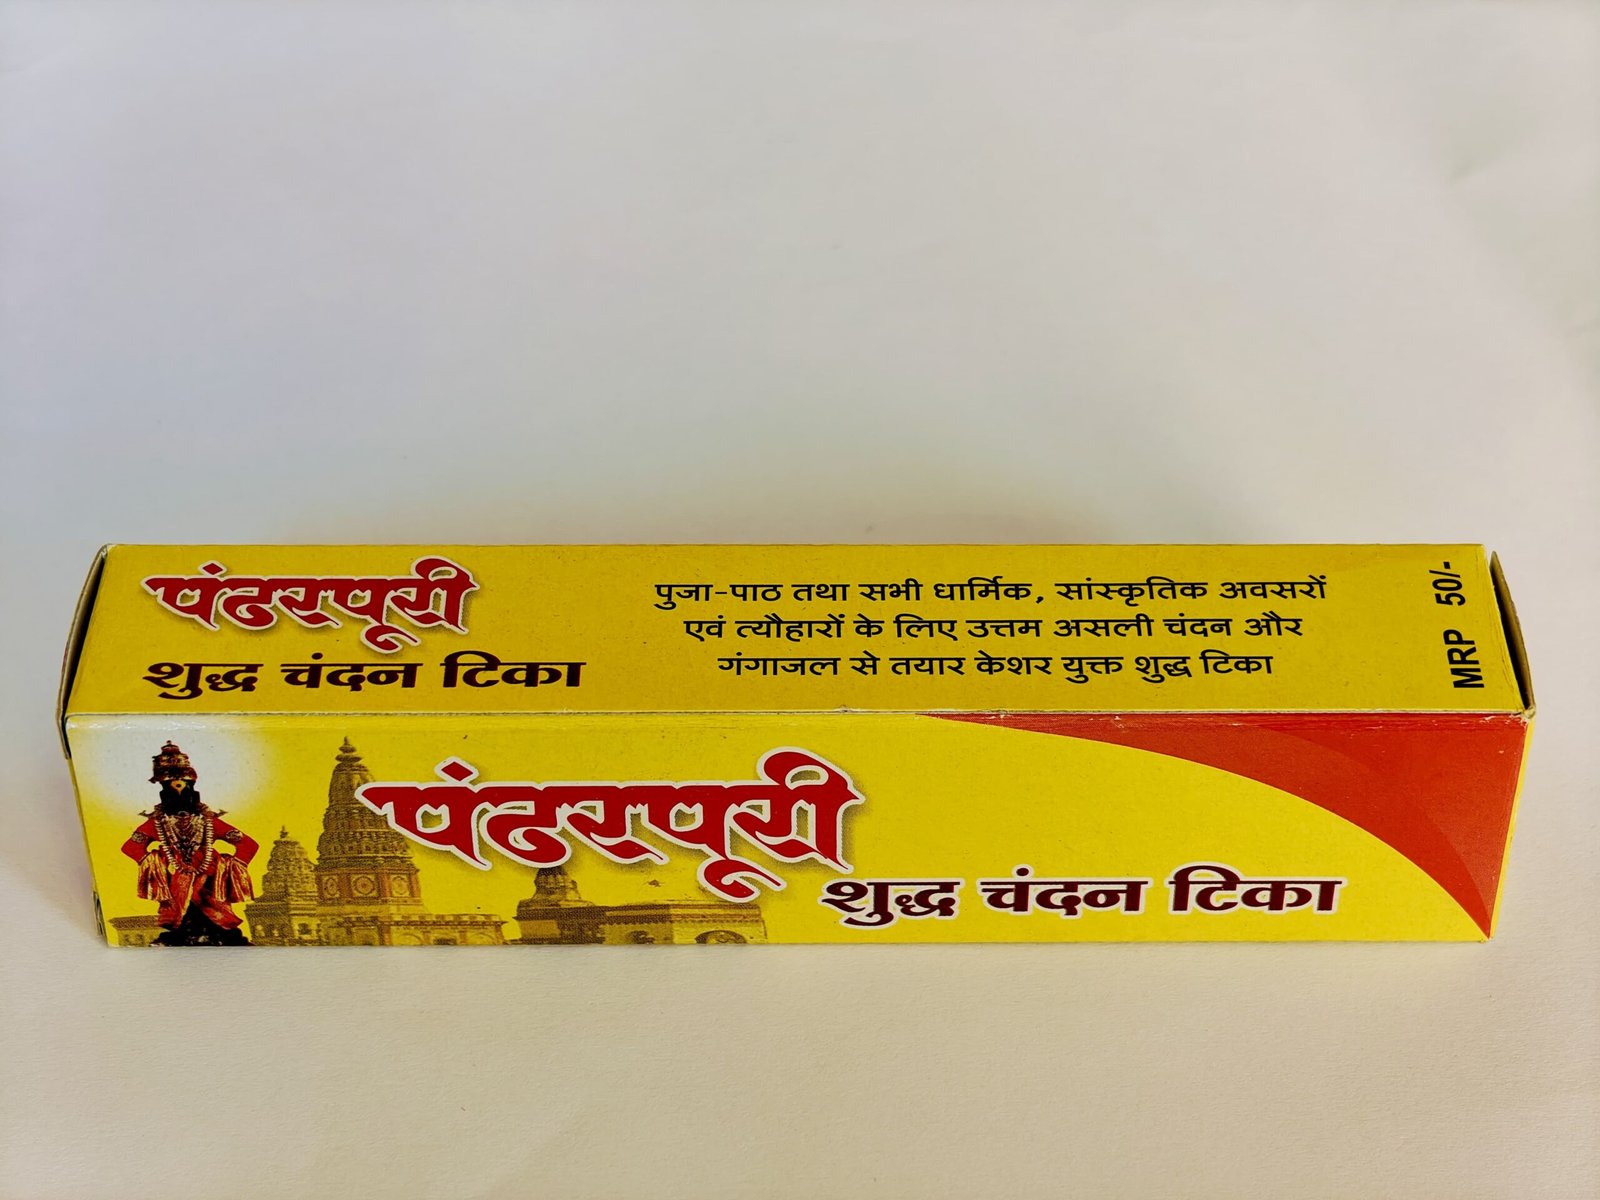 पंढरपूरी
शुद्ध चंदन टिका
पुजा-पाठ तथा सभी धार्मिक, सांस्कृतिक अवसरों
एवं त्यौहारों के लिए उत्तम असली चंदन और
गंगाजल से तयार केशर युक्त शुद्ध टिका
MRP 50/-
पंढरपूरी
शुद्ध चंदन टिका